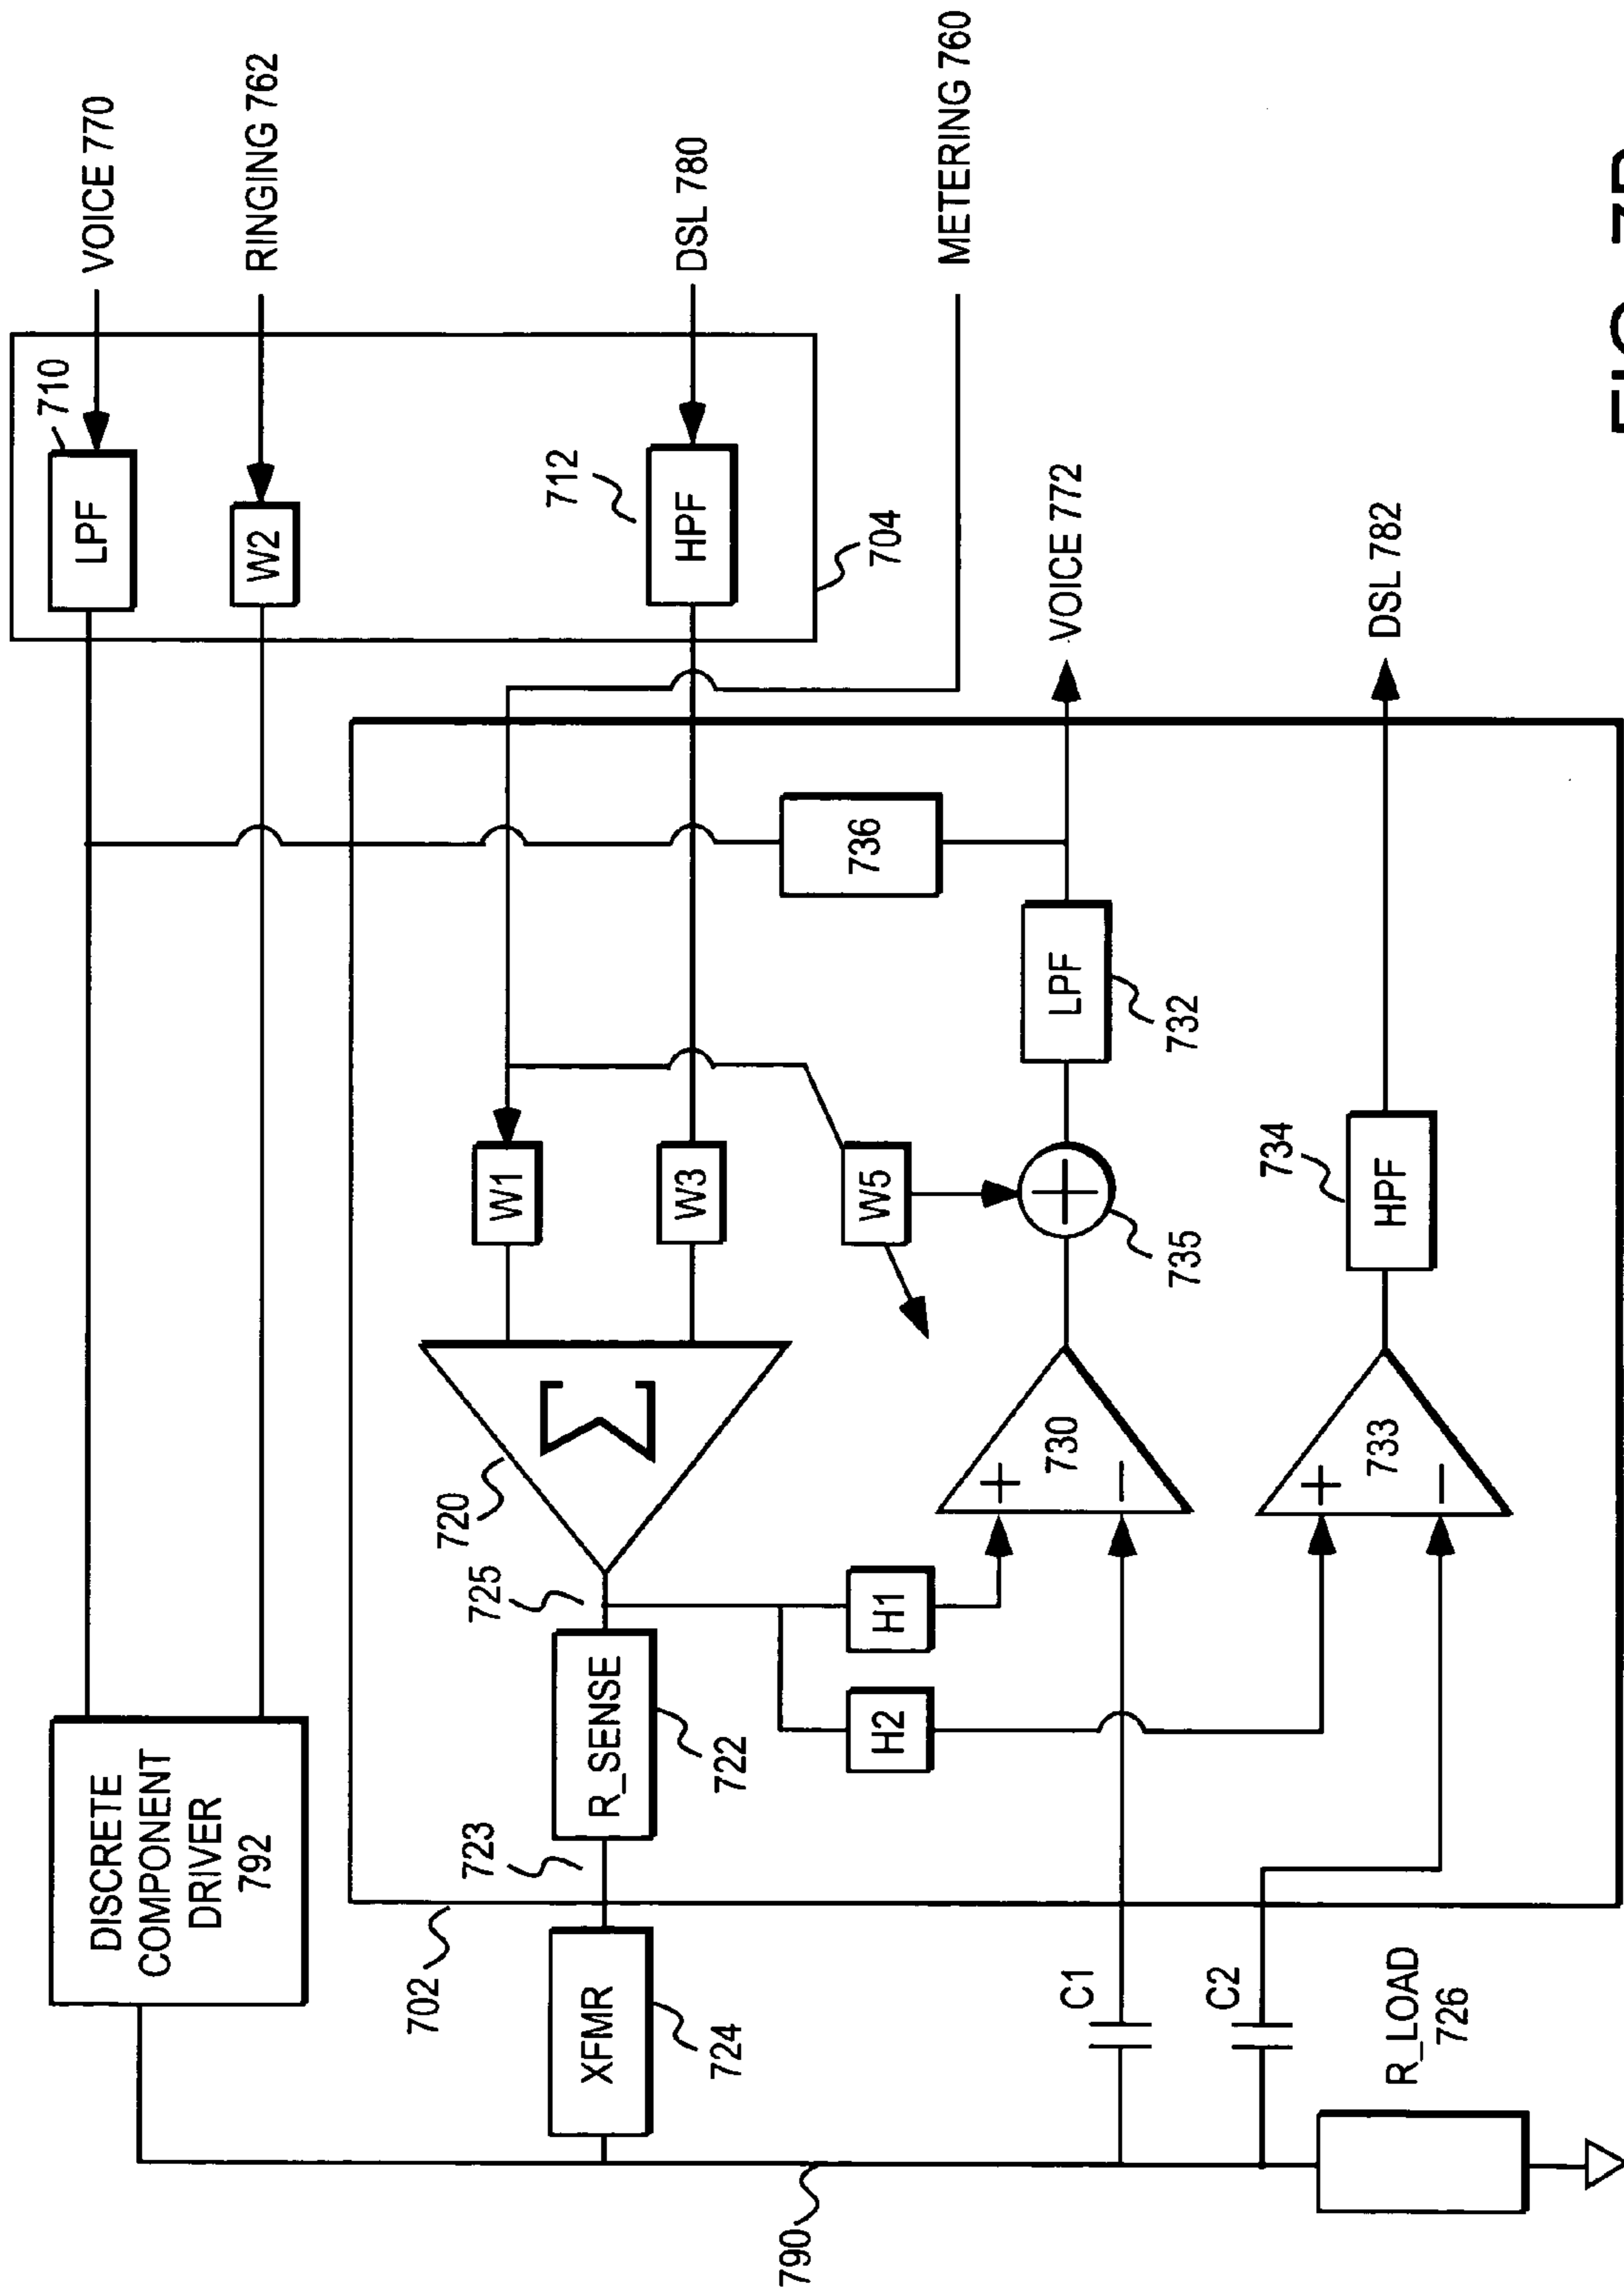 DISCRETE
COMPONENT
DRIVER
792
LPF
710
VOICE 770
W2
RINGING 762
702
723
725
720
XFMR
724
R_SENSE
722
Σ
W1
W3
712
HPF
DSL 780
704
METERING 760
790
H2
H1
W5
736
C1
+
730
−
+
735
LPF
732
VOICE 772
C2
+
733
−
734
HPF
DSL 782
R_LOAD
726